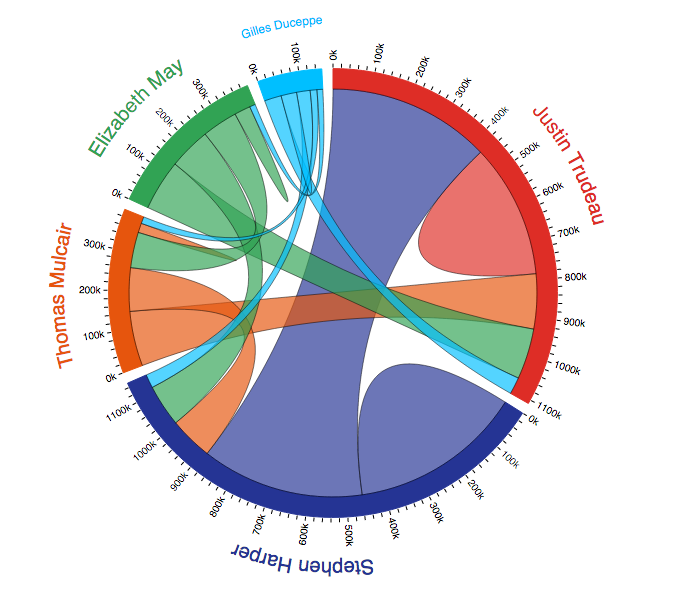 Gilles Duceppe
0k
100k
Justin Trudeau
0k
100k
200k
300k
400k
500k
600k
700k
800k
900k
1000k
1100k
Stephen Harper
0k
100k
200k
300k
400k
500k
600k
700k
800k
900k
1000k
1100k
Thomas Mulcair
0k
100k
200k
300k
Elizabeth May
0k
100k
200k
300k